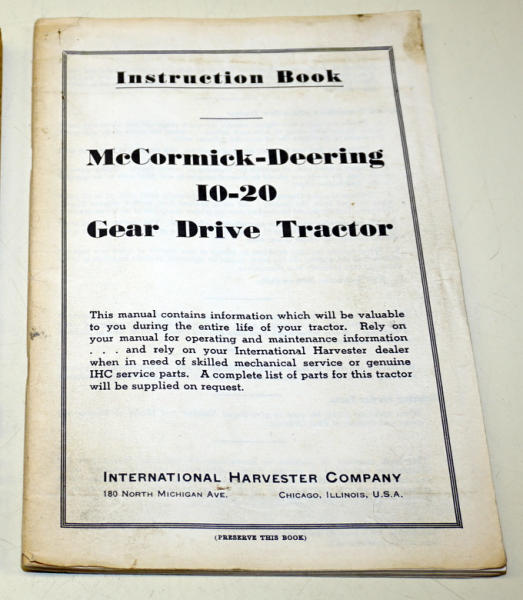 Instruction Book
McCormick-Deering
10-20
Gear Drive Tractor
This manual contains information which will be valuable
to you during the entire life of your tractor. Rely on
your manual for operating and maintenance information
. . . and rely on your International Harvester dealer
when in need of skilled mechanical service or genuine
IHC service parts. A complete list of parts for this tractor
will be supplied on request.
INTERNATIONAL HARVESTER COMPANY
180 NORTH MICHIGAN AVE. CHICAGO, ILLINOIS, U.S.A.
(PRESERVE THIS BOOK)